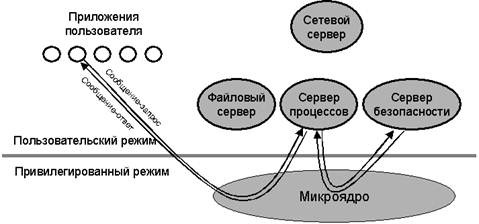 Приложения
пользователя
Сетевой
сервер
Сообщение-запрос
Сообщение-ответ
Файловый
сервер
Сервер
процессов
Сервер
безопасности
Пользовательский режим
Привилегированный режим
Микроядро